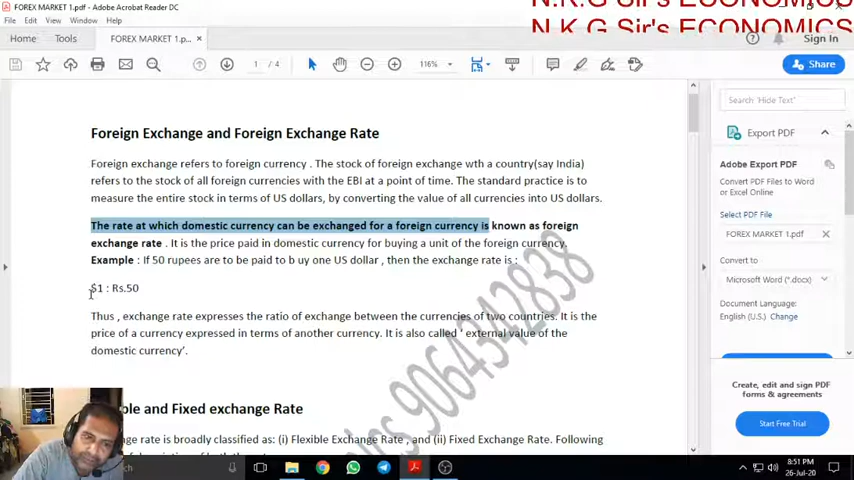 FOREX MARKET 1.pdf - Adobe Acrobat Reader DC
N.K.G Sir's ECONOMICS
N.K.G Sir's ECONOMICS
File Edit View Window Help
Home Tools FOREX MARKET 1.p... × Sign In
1 / 4 116% Share
Search 'Hide Text'
Export PDF
Adobe Export PDF
Convert PDF Files to Word
or Excel Online
Select PDF File
FOREX MARKET 1.pdf
Convert to
Microsoft Word (*.docx)
Document Language:
English (U.S.) Change
Create, edit and sign PDF
forms & agreements
Start Free Trial
Foreign Exchange and Foreign Exchange Rate
Foreign exchange refers to foreign currency . The stock of foreign exchange wth a country(say India)
refers to the stock of all foreign currencies with the EBI at a point of time. The standard practice is to
measure the entire stock in terms of US dollars, by converting the value of all currencies into US dollars.
The rate at which domestic currency can be exchanged for a foreign currency is known as foreign
exchange rate . It is the price paid in domestic currency for buying a unit of the foreign currency.
Example : If 50 rupees are to be paid to b uy one US dollar , then the exchange rate is :
$1 : Rs.50
Thus , exchange rate expresses the ratio of exchange between the currencies of two countries. It is the
price of a currency expressed in terms of another currency. It is also called ‘ external value of the
domestic currency’.
9064342838
and Fixed exchange Rate
rate is broadly classified as: (i) Flexible Exchange Rate , and (ii) Fixed Exchange Rate. Following
8:51 PM
26-Jul-20